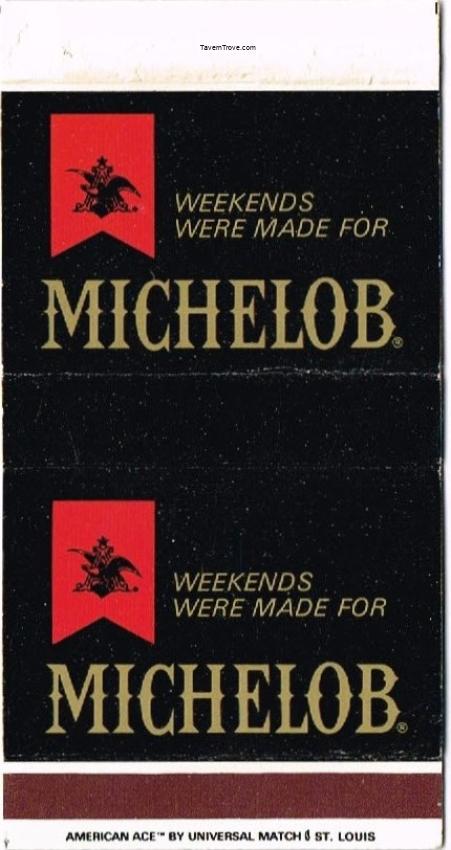 TavernTrove.com
WEEKENDS
WERE MADE FOR
MICHELOB®
WEEKENDS
WERE MADE FOR
MICHELOB®
AMERICAN ACE™ BY UNIVERSAL MATCH ST. LOUIS